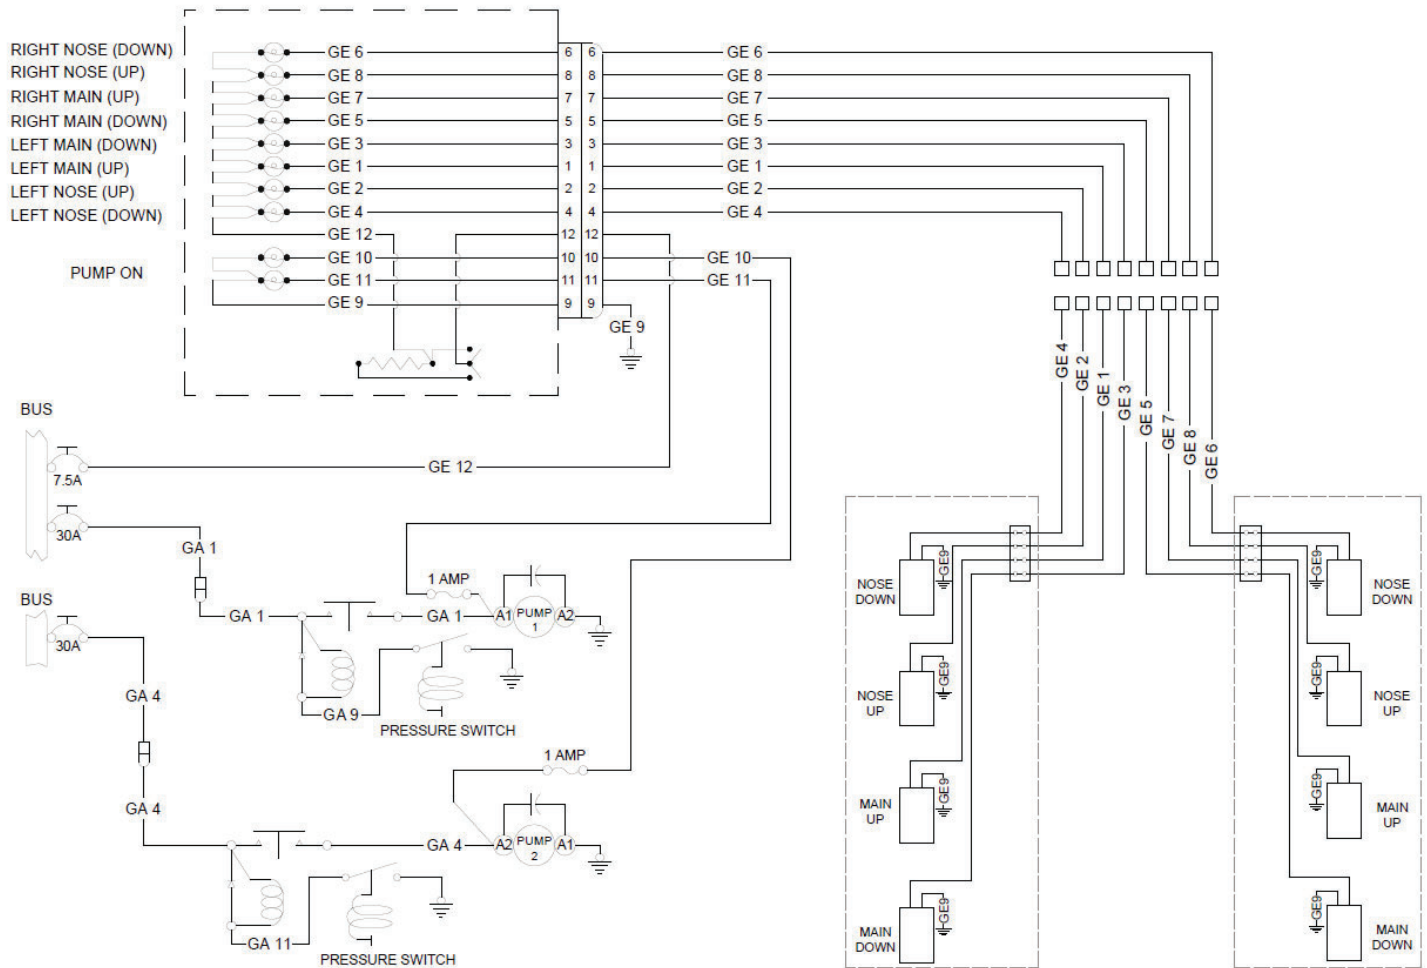 RIGHT NOSE (DOWN) GE 6 6 6 GE 6
RIGHT NOSE (UP) GE 8 8 8 GE 8
RIGHT MAIN (UP) GE 7 7 7 GE 7
RIGHT MAIN (DOWN) GE 5 5 5 GE 5
LEFT MAIN (DOWN) GE 3 3 3 GE 3
LEFT MAIN (UP) GE 1 1 1 GE 1
LEFT NOSE (UP) GE 2 2 2 GE 2
LEFT NOSE (DOWN) GE 4 4 4 GE 4
GE 12 12 12
PUMP ON
GE 10 10 10 GE 10
GE 11 11 11 GE 11
GE 9 9 9
GE 9
GE 4
GE 2
GE 1
GE 3
GE 5
GE 7
GE 8
GE 6
BUS
7.5A
GE 12
30A
GA 1
BUS
30A
GA 1
1 AMP
GA 1
A1
PUMP
1
A2
GA 9
PRESSURE SWITCH
GA 4
GA 4
1 AMP
GA 4
A2
PUMP
2
A1
GA 11
PRESSURE SWITCH
NOSE
DOWN
GE9
NOSE
UP
GE9
MAIN
UP
GE9
MAIN
DOWN
GE9
GE9
NOSE
DOWN
GE9
NOSE
UP
GE9
MAIN
UP
GE9
MAIN
DOWN